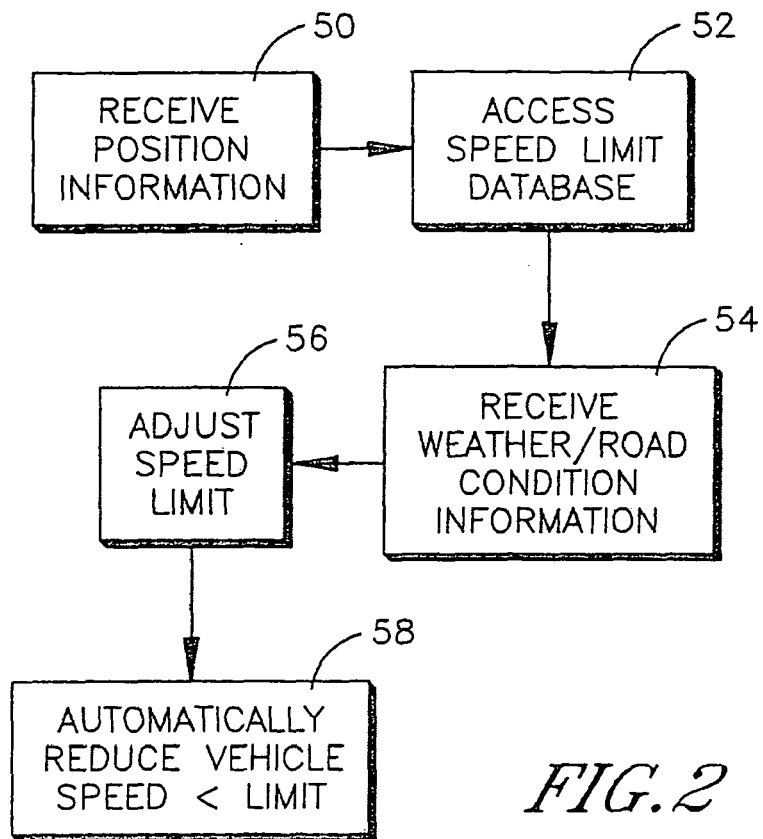 50
RECEIVE
POSITION
INFORMATION
52
ACCESS
SPEED LIMIT
DATABASE
54
RECEIVE
WEATHER/ROAD
CONDITION
INFORMATION
56
ADJUST
SPEED
LIMIT
58
AUTOMATICALLY
REDUCE VEHICLE
SPEED < LIMIT
FIG.2